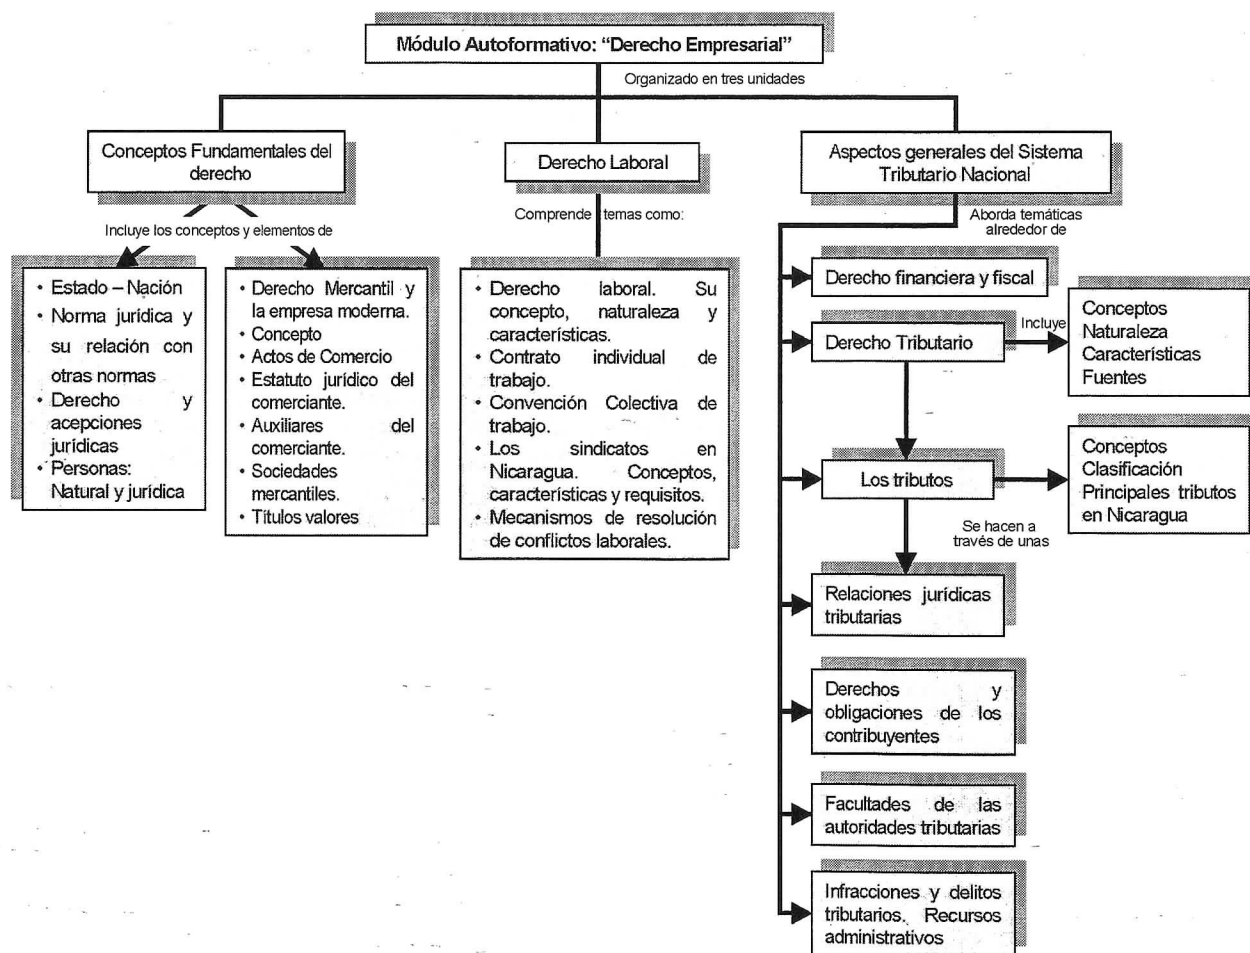 Módulo Autoformativo: “Derecho Empresarial”
Organizado en tres unidades
Conceptos Fundamentales del
derecho
Incluye los conceptos y elementos de
• Estado – Nación
• Norma jurídica y
su relación con
otras normas
• Derecho y
acepciones
jurídicas
• Personas:
Natural y jurídica
• Derecho Mercantil y
la empresa moderna.
• Concepto
• Actos de Comercio
• Estatuto jurídico del
comerciante.
• Auxiliares del
comerciante.
• Sociedades
mercantiles.
• Títulos valores
Derecho Laboral
Comprende temas como:
• Derecho laboral. Su
concepto, naturaleza y
características.
• Contrato individual de
trabajo.
• Convención Colectiva de
trabajo.
• Los sindicatos en
Nicaragua. Conceptos,
características y requisitos.
• Mecanismos de resolución
de conflictos laborales.
Aspectos generales del Sistema
Tributario Nacional
Aborda temáticas
alrededor de
Derecho financiera y fiscal
Derecho Tributario
Incluye
Conceptos
Naturaleza
Características
Fuentes
Los tributos
Conceptos
Clasificación
Principales tributos
en Nicaragua
Se hacen a
través de unas
Relaciones jurídicas
tributarias
Derechos y
obligaciones de los
contribuyentes
Facultades de las
autoridades tributarias
Infracciones y delitos
tributarios. Recursos
administrativos